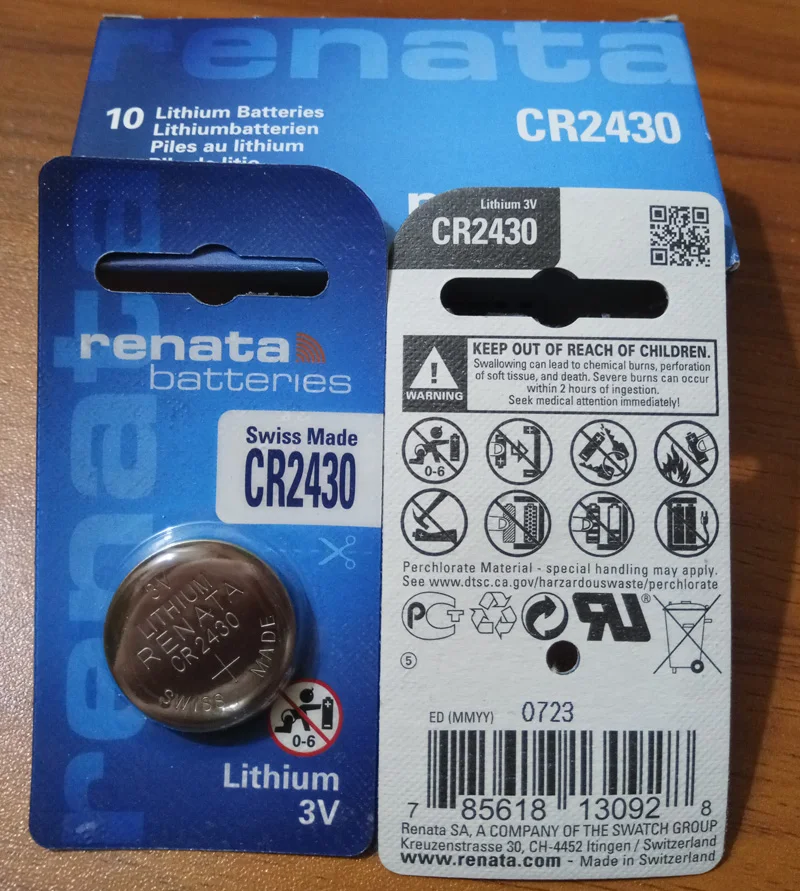 renata
10 Lithium Batteries
Lithiumbatterien
Piles au lithium
CR2430
renata
renata
batteries
Swiss Made
CR2430
3V
LITHIUM
RENATA
CR2430
+
SWISS MADE
0-6
Lithium
3V
Lithium 3V
CR2430
WARNING
KEEP OUT OF REACH OF CHILDREN.
Swallowing can lead to chemical burns, perforation
of soft tissue, and death. Severe burns can occur
within 2 hours of ingestion.
Seek medical attention immediately!
0-6
Perchlorate Material - special handling may apply.
See www.dtsc.ca.gov/harzardouswaste/perchlorate
®
5
ED (MMYY) 0723
7 85618 13092 8
Renata SA, A COMPANY OF THE SWATCH GROUP
Kreuzenstrasse 30, CH-4452 Itingen / Switzerland
www.renata.com - Made in Switzerland